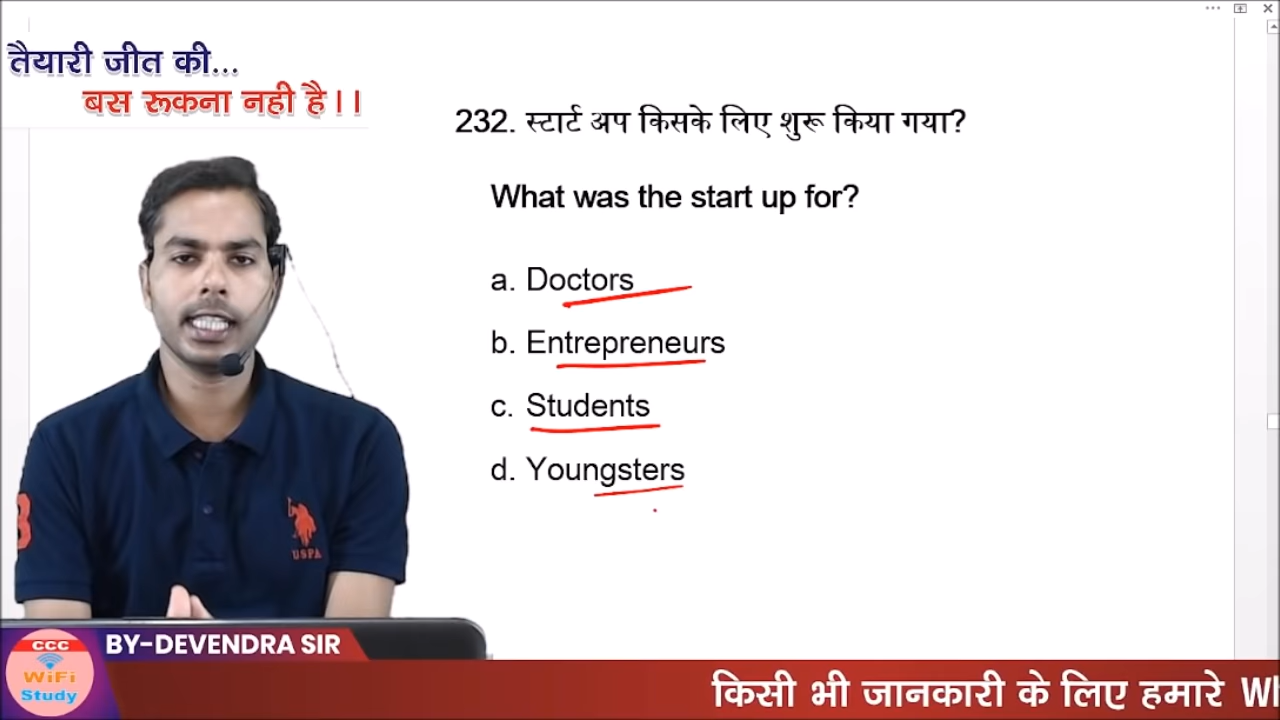 तैयारी जीत की...
बस रूकना नही है।।
232. स्टार्ट अप किसके लिए शुरू किया गया?
What was the start up for?
a. Doctors
b. Entrepreneurs
c. Students
d. Youngsters
USPA
BY-DEVENDRA SIR
CCC
WiFi
Study
किसी भी जानकारी के लिए हमारे